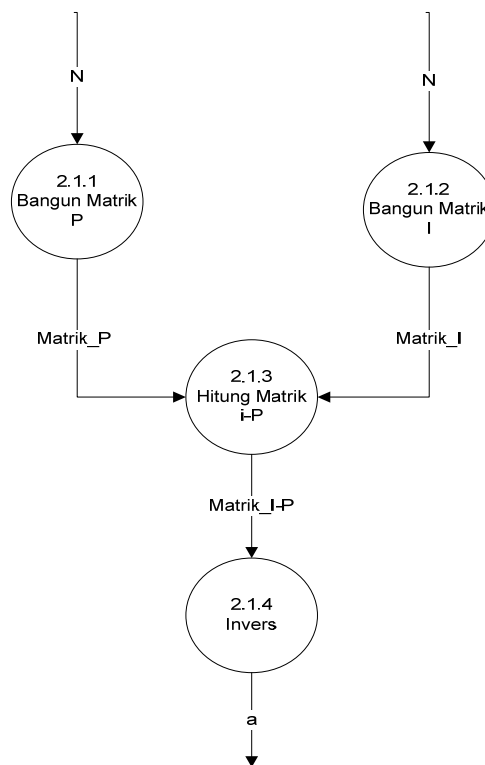 N
N
2.1.1
Bangun Matrik
P
2.1.2
Bangun Matrik
I
Matrik_P
Matrik_I
2.1.3
Hitung Matrik
i-P
Matrik_I-P
2.1.4
Invers
a